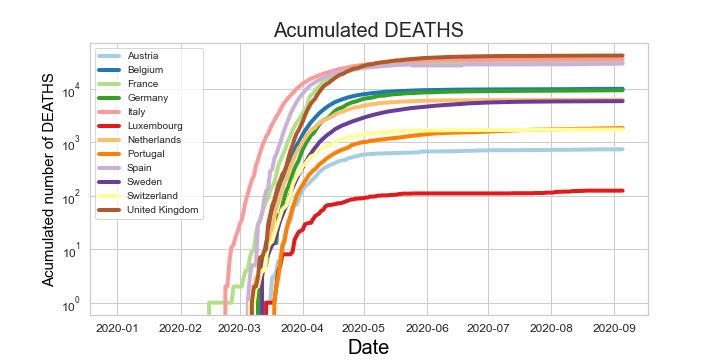 Acumulated DEATHS
Acumulated number of DEATHS
10⁴
10³
10²
10¹
10⁰
Austria
Belgium
France
Germany
Italy
Luxembourg
Netherlands
Portugal
Spain
Sweden
Switzerland
United Kingdom
2020-01 2020-02 2020-03 2020-04 2020-05 2020-06 2020-07 2020-08 2020-09
Date